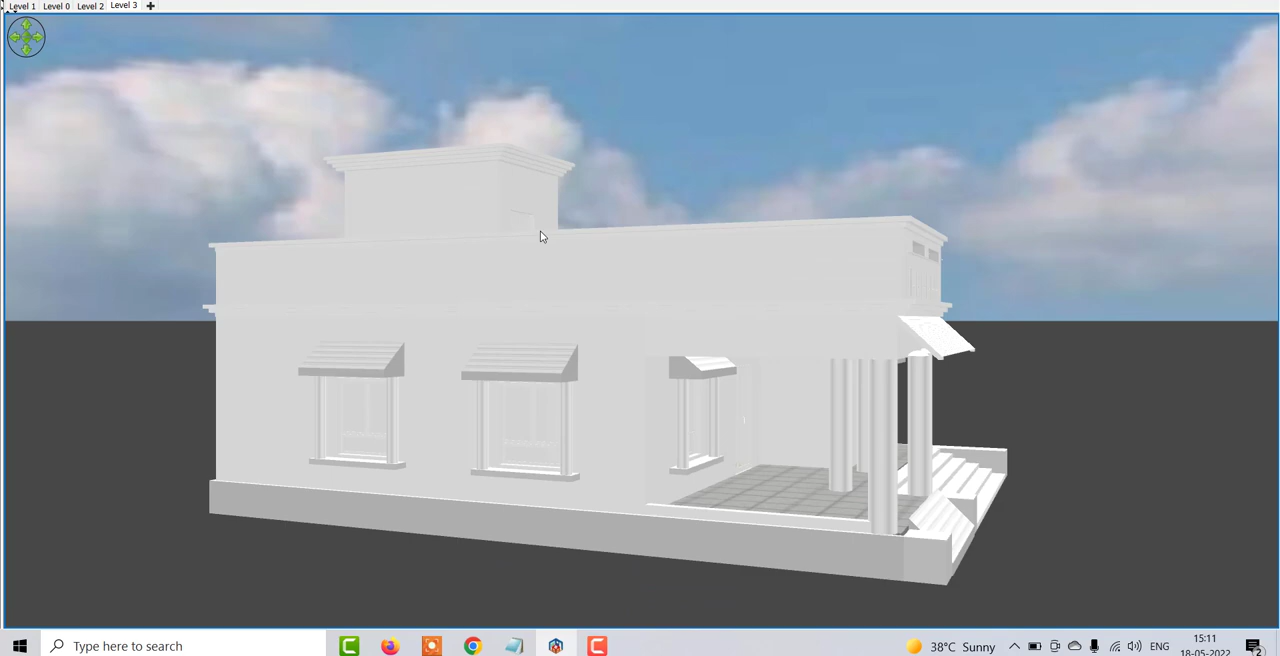 Level 1 Level 0 Level 2 Level 3
Type here to search
38°C Sunny
ENG
15:11
18-05-2022
2